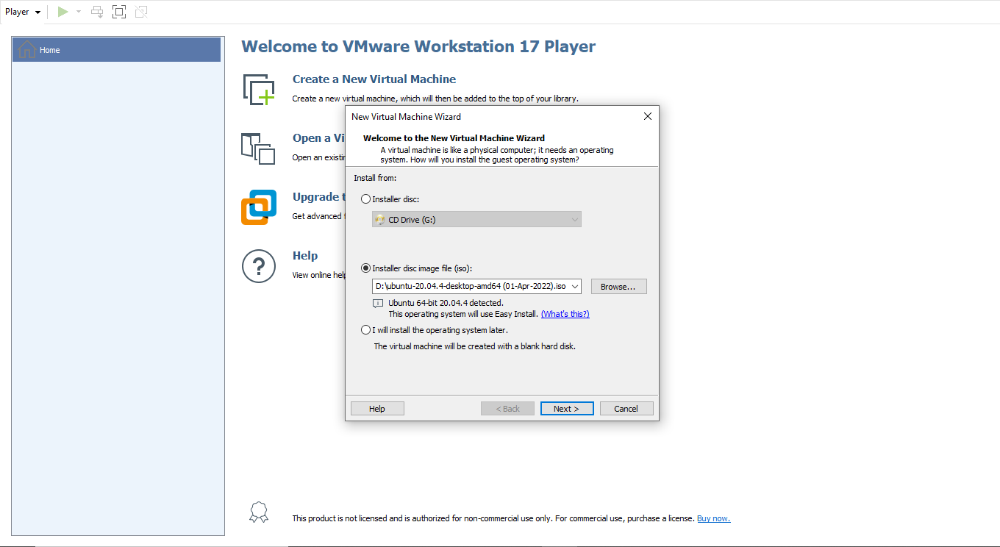 Player
Home
Welcome to VMware Workstation 17 Player
Create a New Virtual Machine
Create a new virtual machine, which will then be added to the top of your library.
Open a Vi
Open an existin
Upgrade t
Get advanced f
Help
View online help
New Virtual Machine Wizard
Welcome to the New Virtual Machine Wizard
A virtual machine is like a physical computer; it needs an operating
system. How will you install the guest operating system?
Install from:
Installer disc:
CD Drive (G:)
Installer disc image file (iso):
D:\ubuntu-20.04.4-desktop-amd64 (01-Apr-2022).iso
Browse...
Ubuntu 64-bit 20.04.4 detected.
This operating system will use Easy Install. (What's this?)
I will install the operating system later.
The virtual machine will be created with a blank hard disk.
Help
< Back
Next >
Cancel
This product is not licensed and is authorized for non-commercial use only. For commercial use, purchase a license. Buy now.